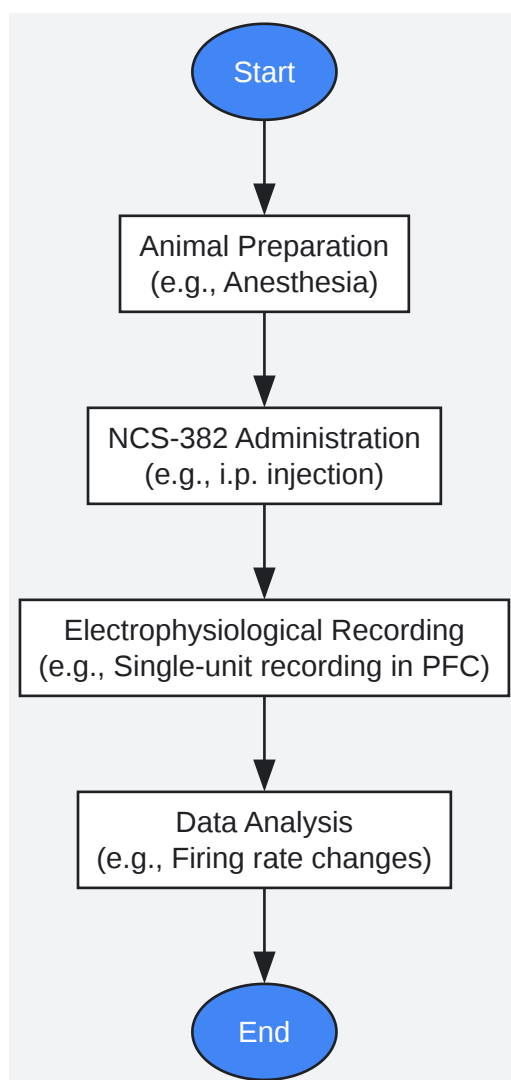 Start
Animal Preparation
(e.g., Anesthesia)
NCS-382 Administration
(e.g., i.p. injection)
Electrophysiological Recording
(e.g., Single-unit recording in PFC)
Data Analysis
(e.g., Firing rate changes)
End